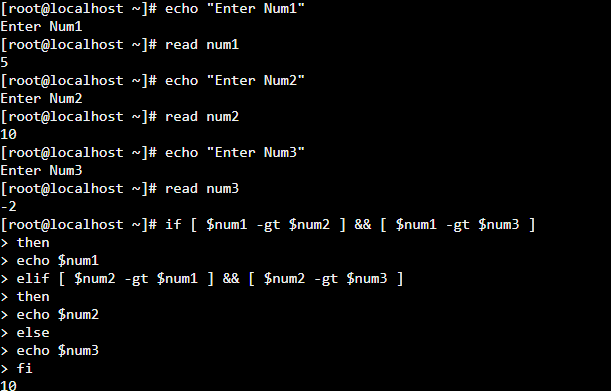 [root@localhost ~]# echo "Enter Num1"
Enter Num1
[root@localhost ~]# read num1
5
[root@localhost ~]# echo "Enter Num2"
Enter Num2
[root@localhost ~]# read num2
10
[root@localhost ~]# echo "Enter Num3"
Enter Num3
[root@localhost ~]# read num3
-2
[root@localhost ~]# if [ $num1 -gt $num2 ] && [ $num1 -gt $num3 ]
> then
> echo $num1
> elif [ $num2 -gt $num1 ] && [ $num2 -gt $num3 ]
> then
> echo $num2
> else
> echo $num3
> fi
10